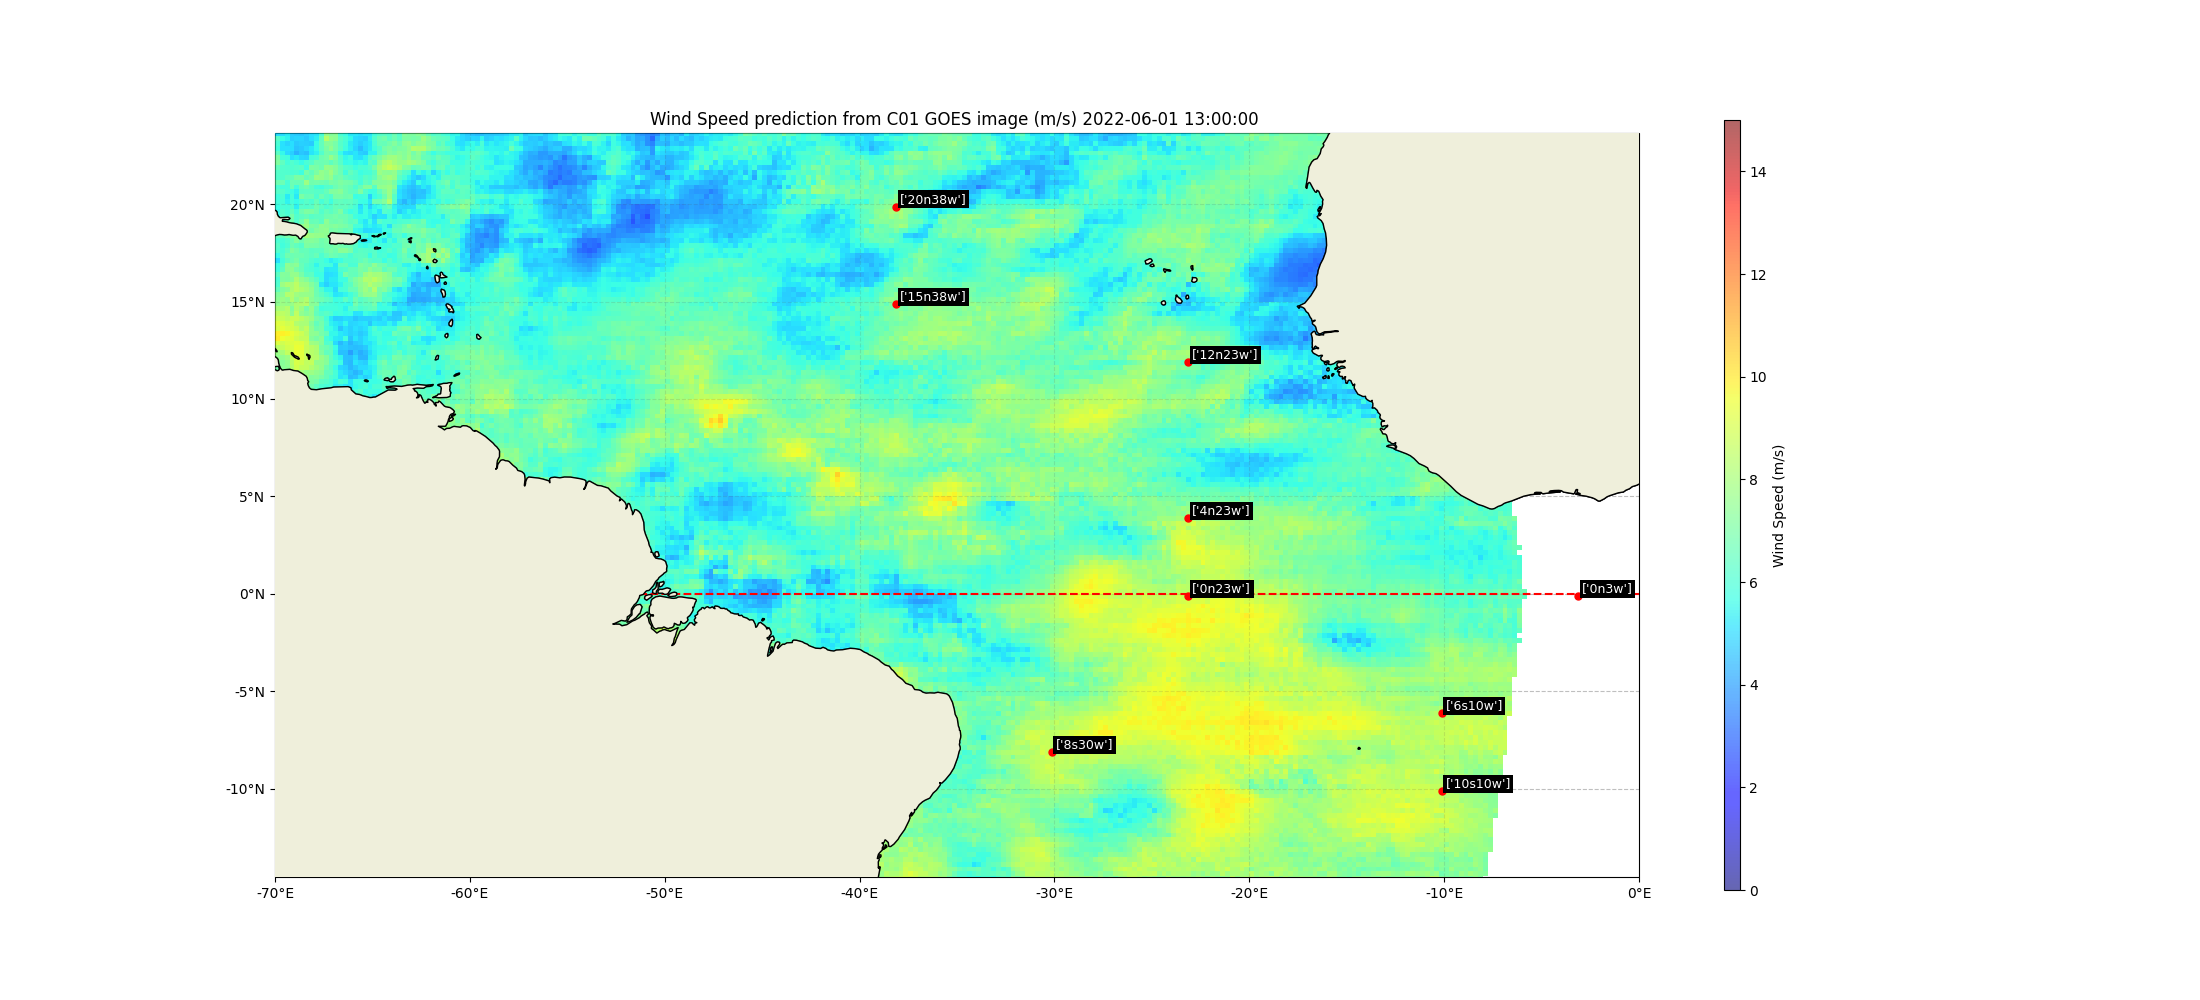 Wind Speed prediction from C01 GOES image (m/s) 2022-06-01 13:00:00
14
['20n38w']
20°N
12
['15n38w']
15°N
['12n23w']
10
10°N
8
['4n23w']
5°N
Wind Speed (m/s)
6
['0n23w']
['0n3w']
0°N
4
['6s10w']
-5°N
['8s30w']
2
['10s10w']
-10°N
0
-70°E
-60°E
-50°E
-40°E
-30°E
-20°E
-10°E
0°E